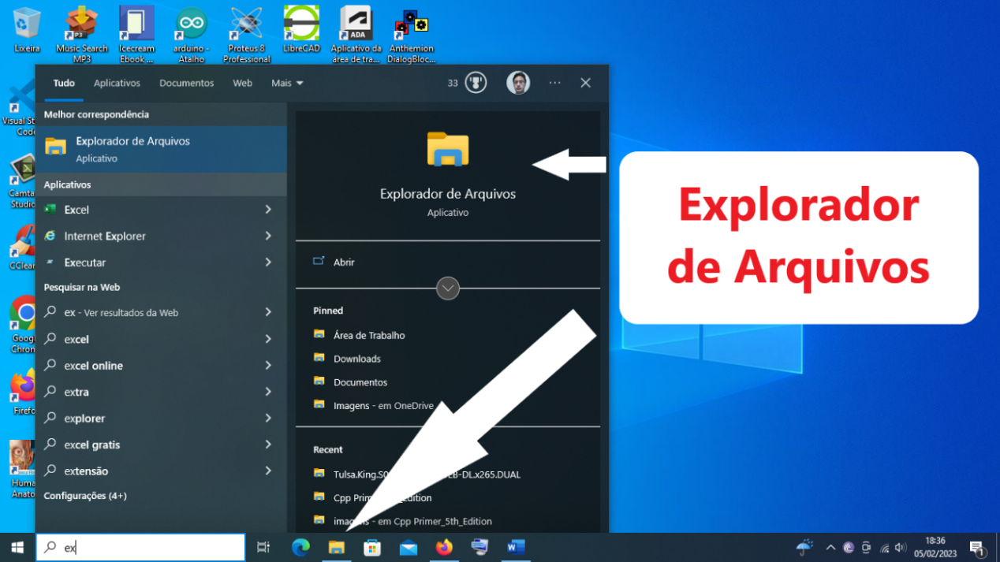 Lixeira
Music Search
MP3
Icecream
Ebook ...
arduino -
Atalho
Proteus 8
Professional
LibreCAD
ADA
Aplicativo da
área de tra...
Anthemion
DialogBloc...
Visual St
Code
Camta
Studio
CClean
Googl
Chron
Firefo
Huma
Anato
Tudo
Aplicativos
Documentos
Web
Mais
33
Melhor correspondência
Explorador de Arquivos
Aplicativo
Aplicativos
Excel
Internet Explorer
Executar
Pesquisar na Web
ex - Ver resultados da Web
excel
excel online
extra
explorer
excel gratis
extensão
Configurações (4+)
Explorador de Arquivos
Aplicativo
Abrir
Pinned
Área de Trabalho
Downloads
Documentos
Imagens - em OneDrive
Recent
Tulsa.King.S0 EB-DL.x265.DUAL
Cpp Prim _Edition
imagens - em Cpp Primer_5th_Edition
Explorador
de Arquivos
ex
18:36
05/02/2023
1